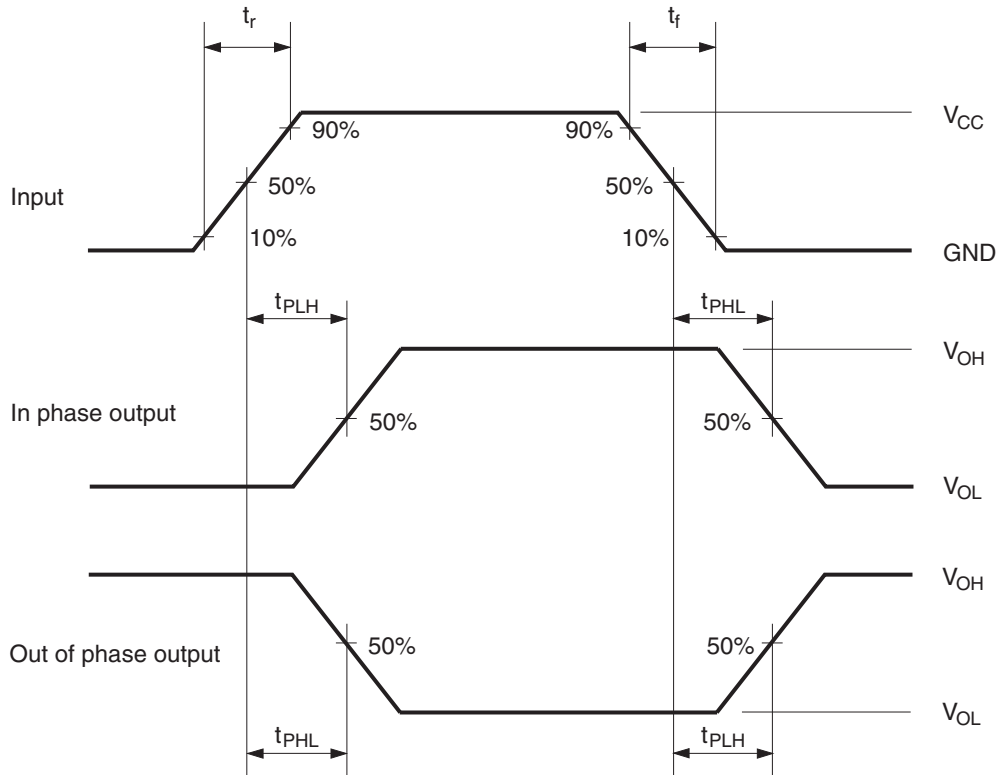 tr
tf
VCC
90%
90%
Input
50%
50%
10%
10%
GND
tPLH
tPHL
VOH
In phase output
50%
50%
VOL
VOH
Out of phase output
50%
50%
VOL
tPHL
tPLH